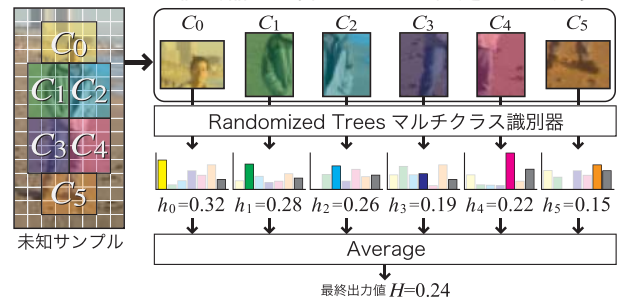 C0
C1 C2
C3 C4
C5
未知サンプル
C0 C1 C2 C3 C4 C5
Randomized Trees マルチクラス識別器
h0=0.32 h1=0.28 h2=0.26 h3=0.19 h4=0.22 h5=0.15
Average
最終出力値 H=0.24